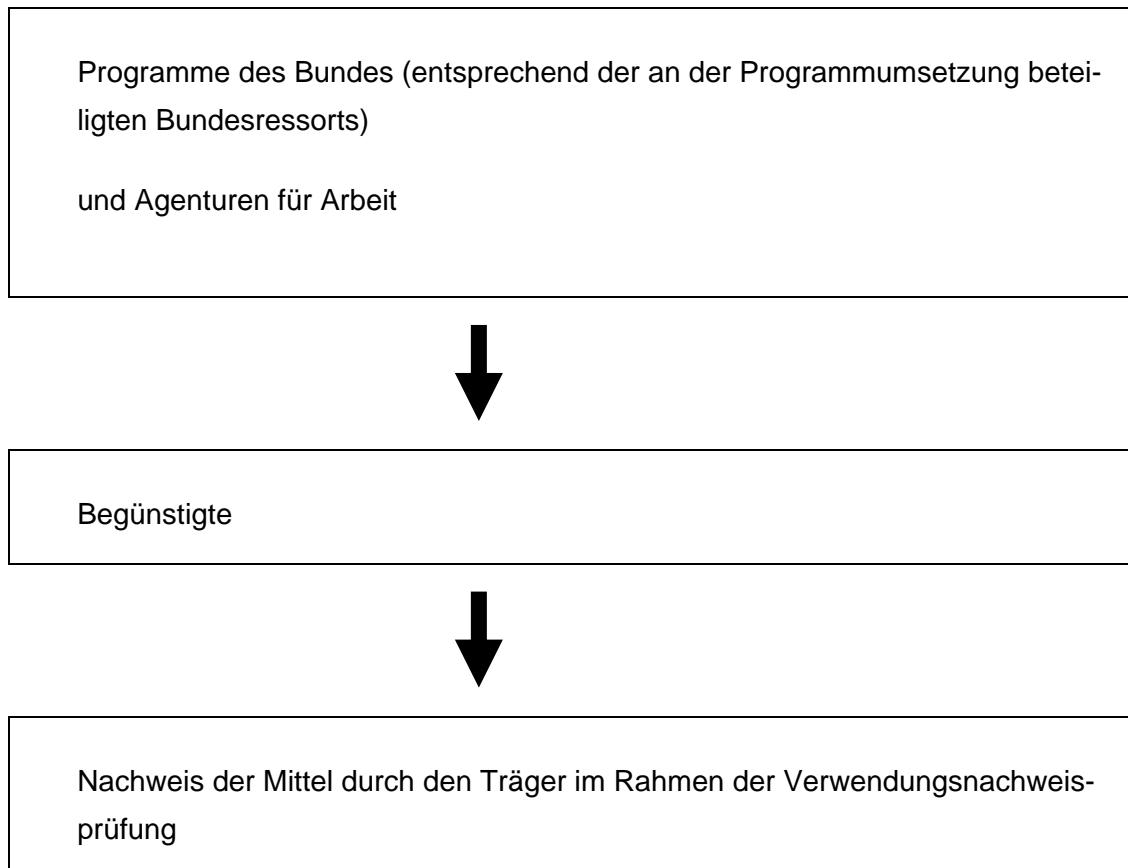 Programme des Bundes (entsprechend der an der Programmumsetzung betei-
ligten Bundesressorts)
und Agenturen für Arbeit
Begünstigte
Nachweis der Mittel durch den Träger im Rahmen der Verwendungsnachweis-
prüfung